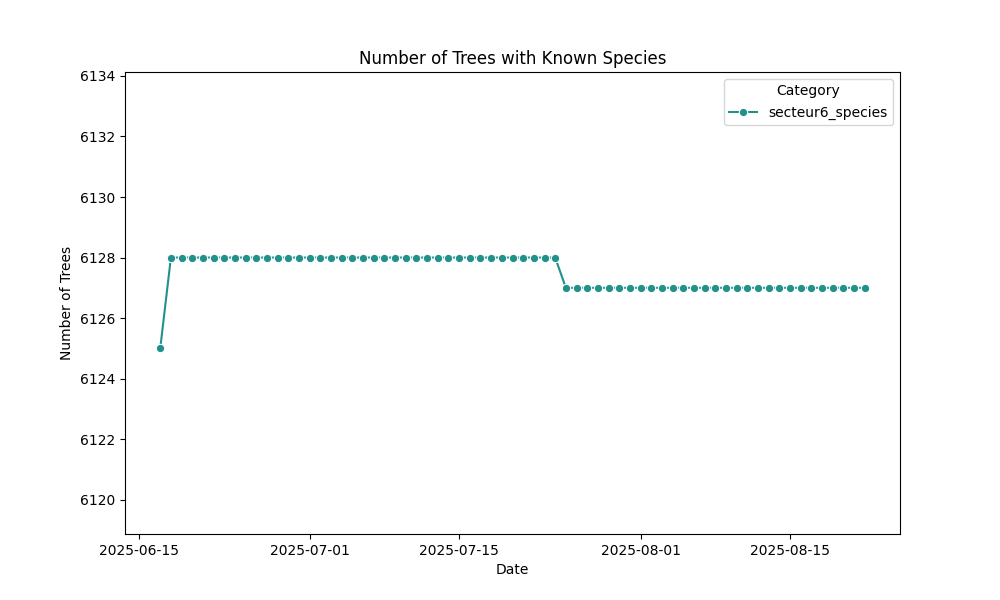 Number of Trees with Known Species
Category
secteur6_species
6134
6132
6130
6128
6126
6124
6122
6120
Number of Trees
2025-06-15
2025-07-01
2025-07-15
2025-08-01
2025-08-15
Date